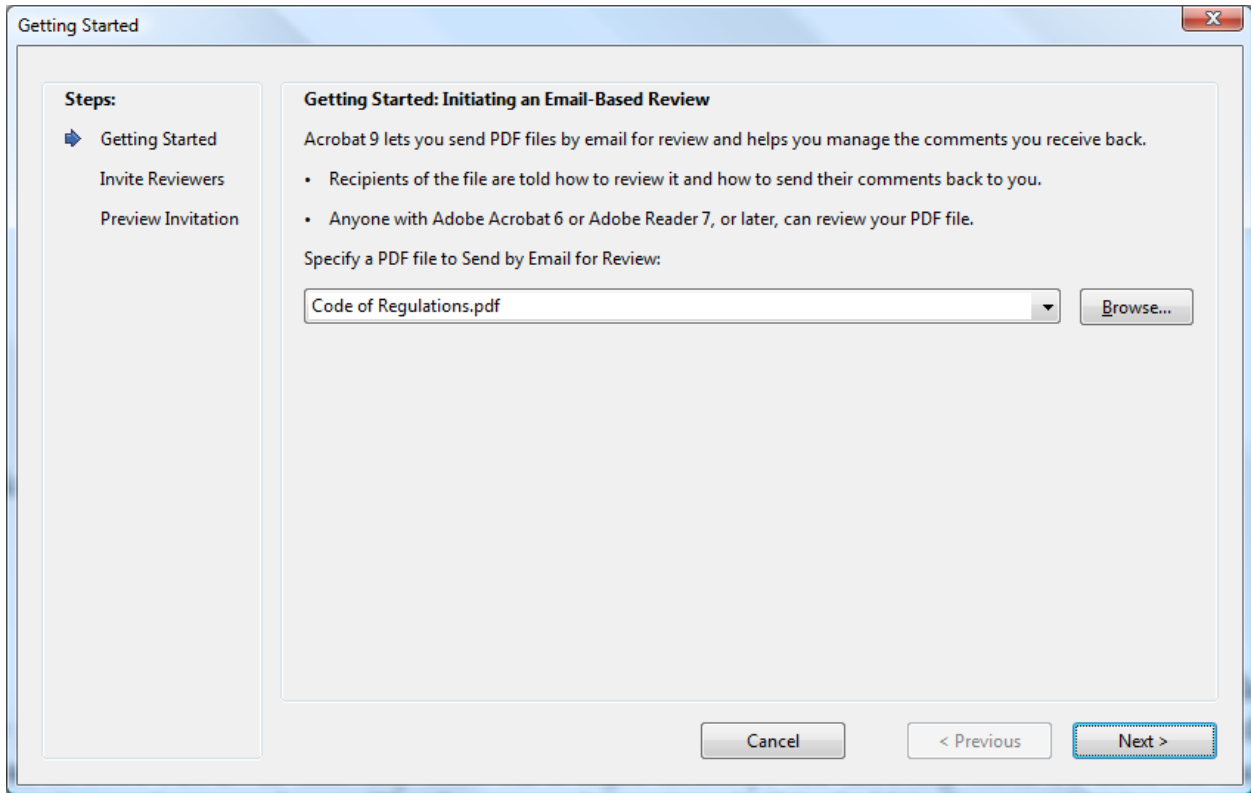 Getting Started
Steps:
Getting Started
Invite Reviewers
Preview Invitation
Getting Started: Initiating an Email-Based Review
Acrobat 9 lets you send PDF files by email for review and helps you manage the comments you receive back.
• Recipients of the file are told how to review it and how to send their comments back to you.
• Anyone with Adobe Acrobat 6 or Adobe Reader 7, or later, can review your PDF file.
Specify a PDF file to Send by Email for Review:
Code of Regulations.pdf
Browse...
Cancel
< Previous
Next >